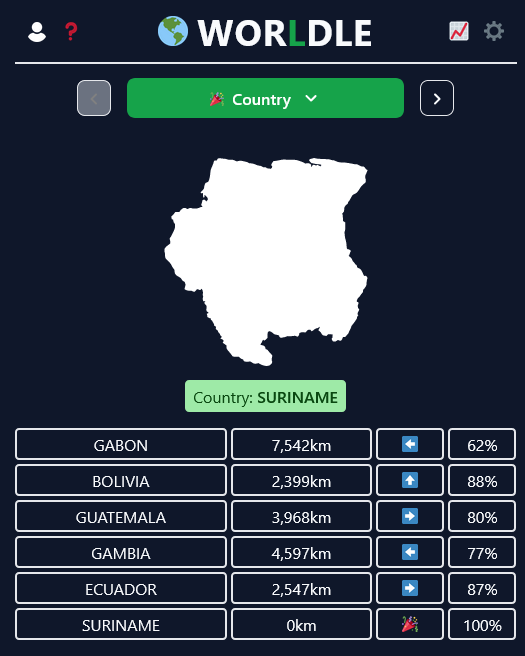 WORLDLE
Country
Country: SURINAME
GABON 7,542km 62%
BOLIVIA 2,399km 88%
GUATEMALA 3,968km 80%
GAMBIA 4,597km 77%
ECUADOR 2,547km 87%
SURINAME 0km 100%